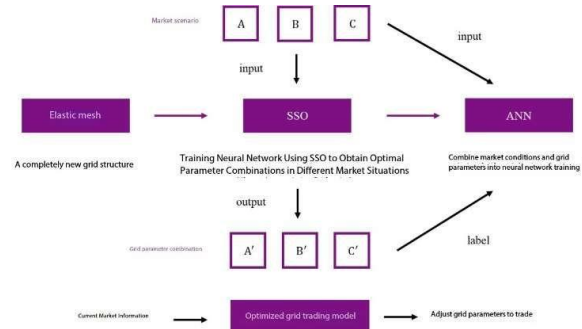 Market scenario
A B C
input
input
Elastic mesh
SSO
ANN
A completely new grid structure
Training Neural Network Using SSO to Obtain Optimal
Parameter Combinations in Different Market Situations
Combine market conditions and grid
parameters into neural network training
output
label
Grid parameter combination
A′ B′ C′
Current Market Information
Optimized grid trading model
Adjust grid parameters to trade